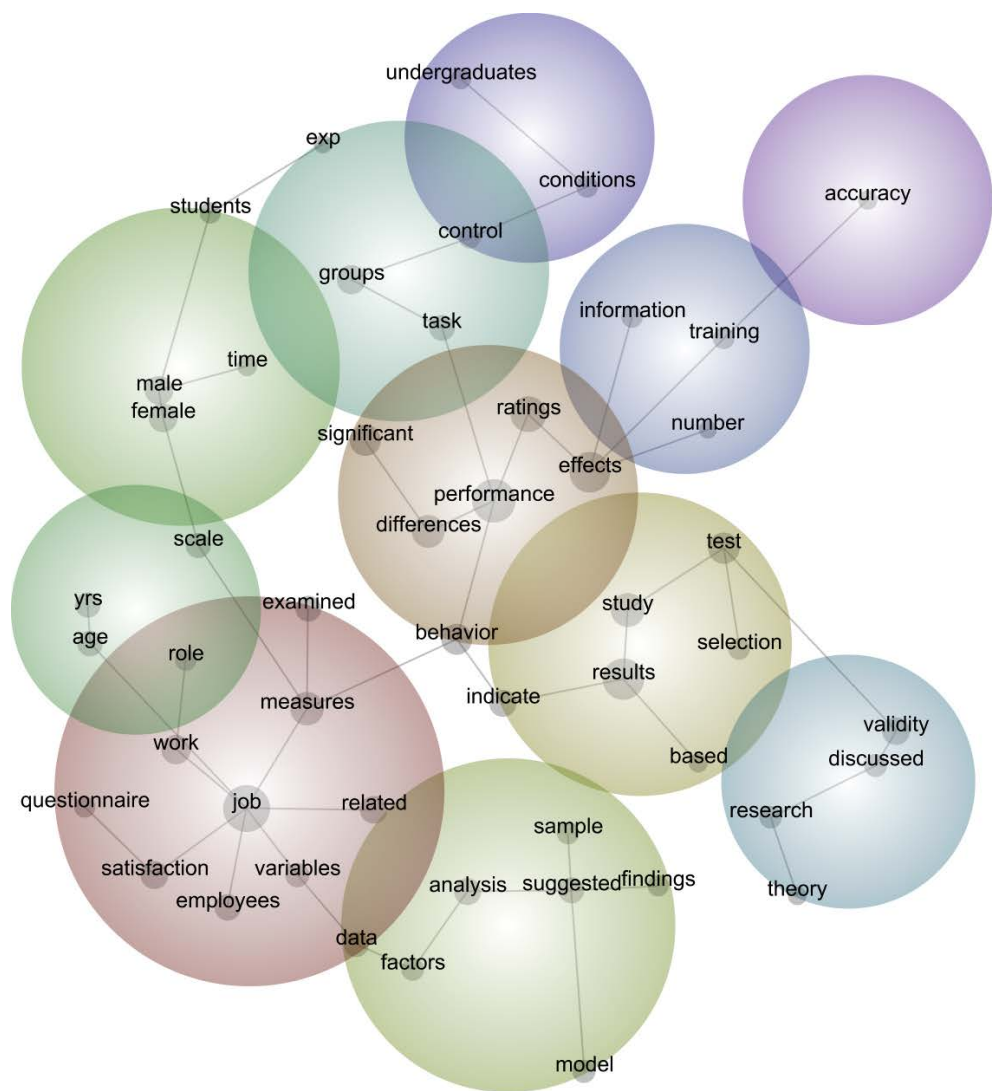 undergraduates
exp
conditions
accuracy
students
control
groups
information
task
training
time
male
female
ratings
number
significant
effects
performance
differences
scale
test
yrs
examined
study
age
behavior
role
selection
results
measures
indicate
validity
work
based
discussed
questionnaire
job
related
research
sample
satisfaction
variables
analysis
suggested
findings
theory
employees
data
factors
model